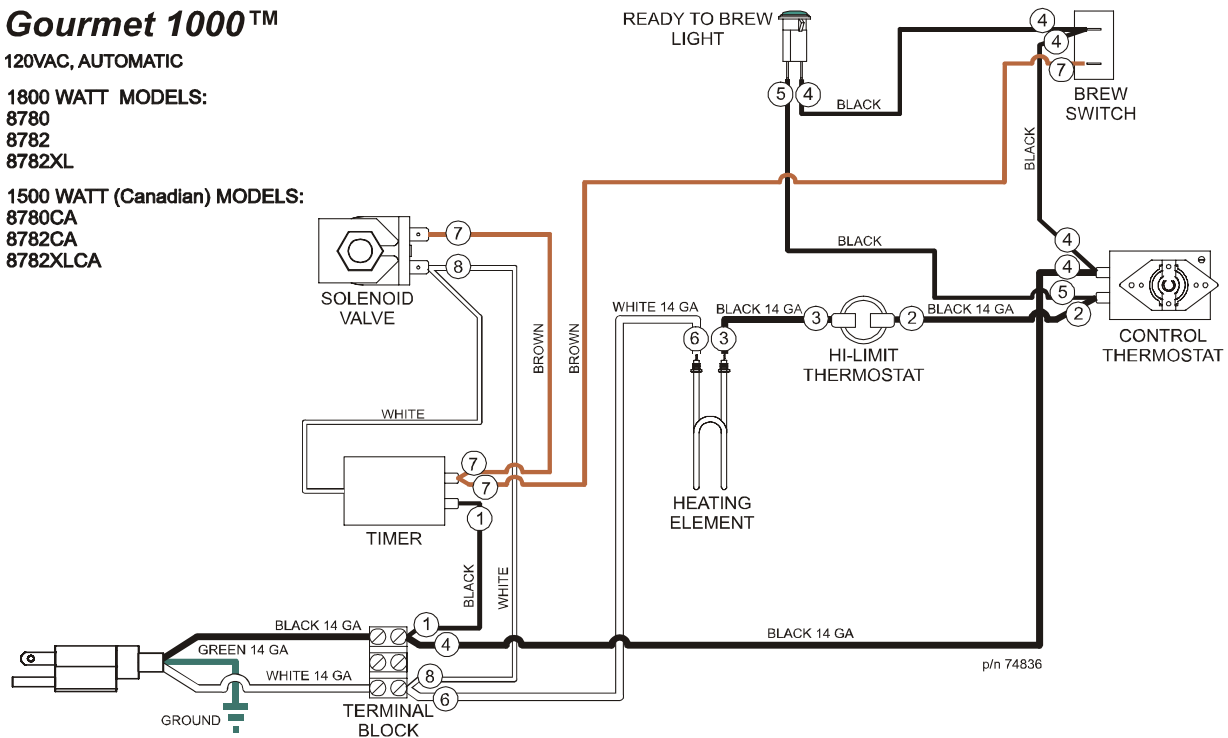 Gourmet 1000™
120VAC, AUTOMATIC
1800 WATT MODELS:
8780
8782
8782XL
1500 WATT (Canadian) MODELS:
8780CA
8782CA
8782XLCA
READY TO BREW
LIGHT
5
4
BLACK
4
4
7
BREW
SWITCH
BLACK
7
8
SOLENOID
VALVE
BLACK
4
4
5
2
CONTROL
THERMOSTAT
WHITE 14 GA
BLACK 14 GA
3
2
BLACK 14 GA
6
3
HI-LIMIT
THERMOSTAT
BROWN
BROWN
WHITE
7
7
1
TIMER
HEATING
ELEMENT
BLACK
WHITE
BLACK 14 GA
1
4
BLACK 14 GA
GREEN 14 GA
p/n 74836
WHITE 14 GA
8
6
GROUND
TERMINAL
BLOCK